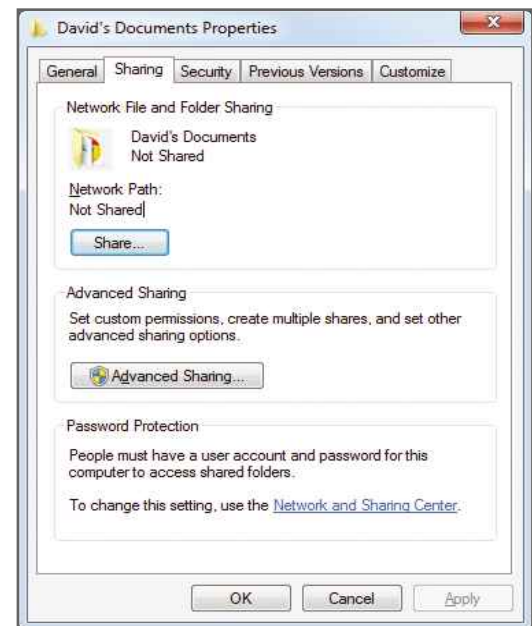 David's Documents Properties
General Sharing Security Previous Versions Customize
Network File and Folder Sharing
David's Documents
Not Shared
Network Path:
Not Shared
Share...
Advanced Sharing
Set custom permissions, create multiple shares, and set other
advanced sharing options.
Advanced Sharing...
Password Protection
People must have a user account and password for this
computer to access shared folders.
To change this setting, use the Network and Sharing Center.
OK Cancel Apply